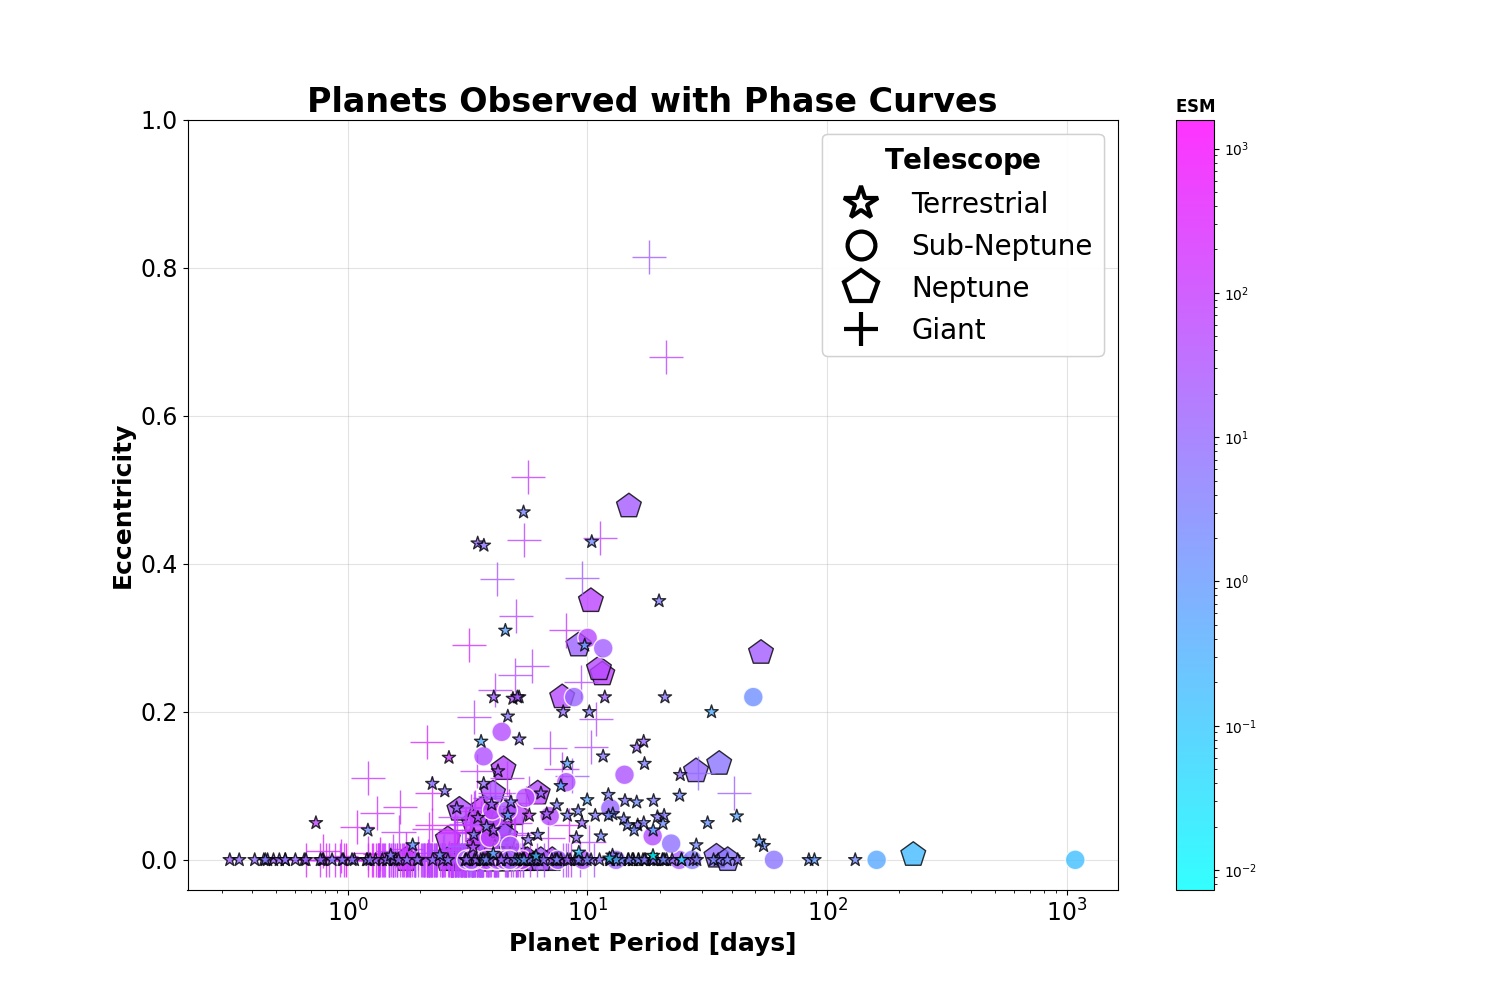 Planets Observed with Phase Curves
ESM
1.0
0.8
0.6
0.4
0.2
0.0
Eccentricity
Telescope
Terrestrial
Sub-Neptune
Neptune
Giant
10⁰
10¹
10²
10³
Planet Period [days]
10³
10²
10¹
10⁰
10⁻¹
10⁻²